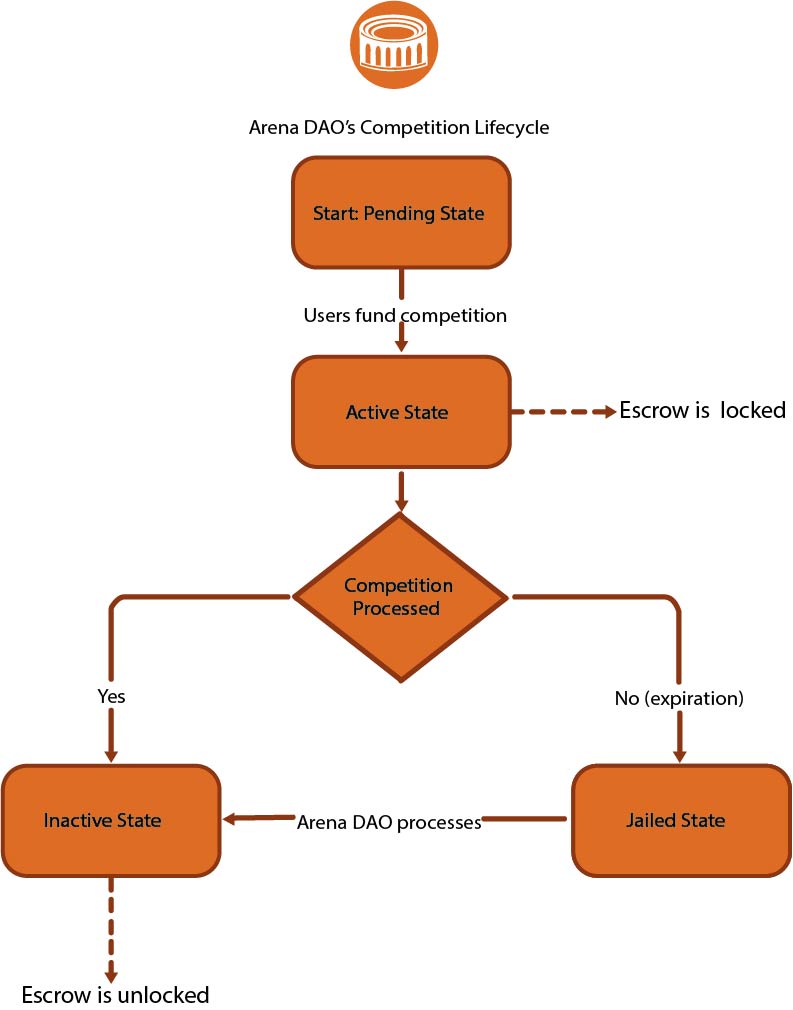 Arena DAO’s Competition Lifecycle
Start: Pending State
Users fund competition
Active State
Escrow is locked
Competition
Processed
Yes
No (expiration)
Inactive State
Arena DAO processes
Jailed State
Escrow is unlocked